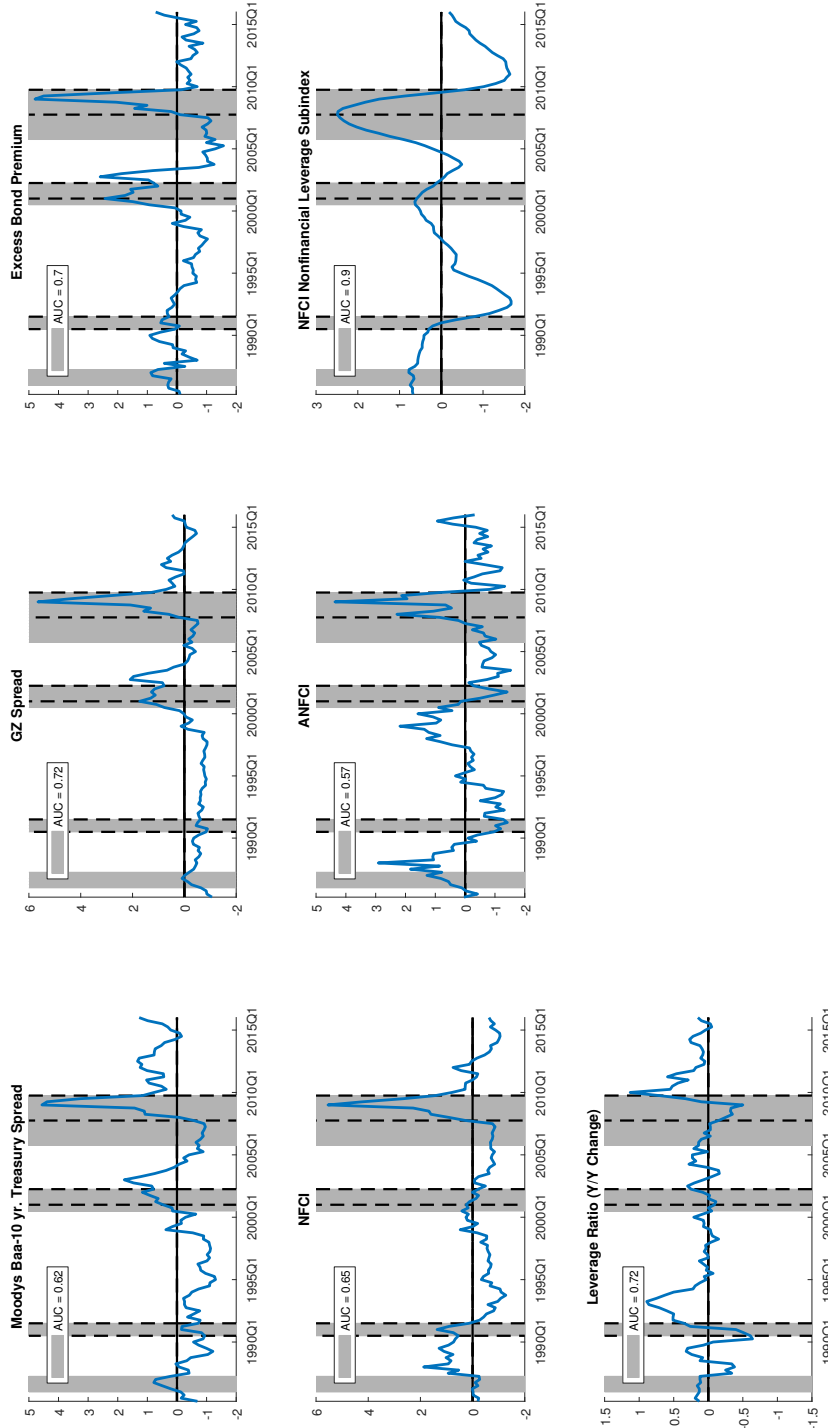 Moodys Baa-10 yr. Treasury Spread
5
4
3
2
1
0
-1
-2
AUC = 0.62
1990Q1 1995Q1 2000Q1 2005Q1 2010Q1 2015Q1
GZ Spread
6
4
2
0
-2
AUC = 0.72
1990Q1 1995Q1 2000Q1 2005Q1 2010Q1 2015Q1
Excess Bond Premium
5
4
3
2
1
0
-1
-2
AUC = 0.7
1990Q1 1995Q1 2000Q1 2005Q1 2010Q1 2015Q1
NFCI
6
4
2
0
-2
AUC = 0.65
1990Q1 1995Q1 2000Q1 2005Q1 2010Q1 2015Q1
ANFCI
5
4
3
2
1
0
-1
-2
AUC = 0.57
1990Q1 1995Q1 2000Q1 2005Q1 2010Q1 2015Q1
NFCI Nonfinancial Leverage Subindex
3
2
1
0
-1
-2
AUC = 0.9
1990Q1 1995Q1 2000Q1 2005Q1 2010Q1 2015Q1
Leverage Ratio (Y/Y Change)
1.5
1
0.5
0
-0.5
-1
-1.5
AUC = 0.72
1990Q1 1995Q1 2000Q1 2005Q1 2010Q1 2015Q1